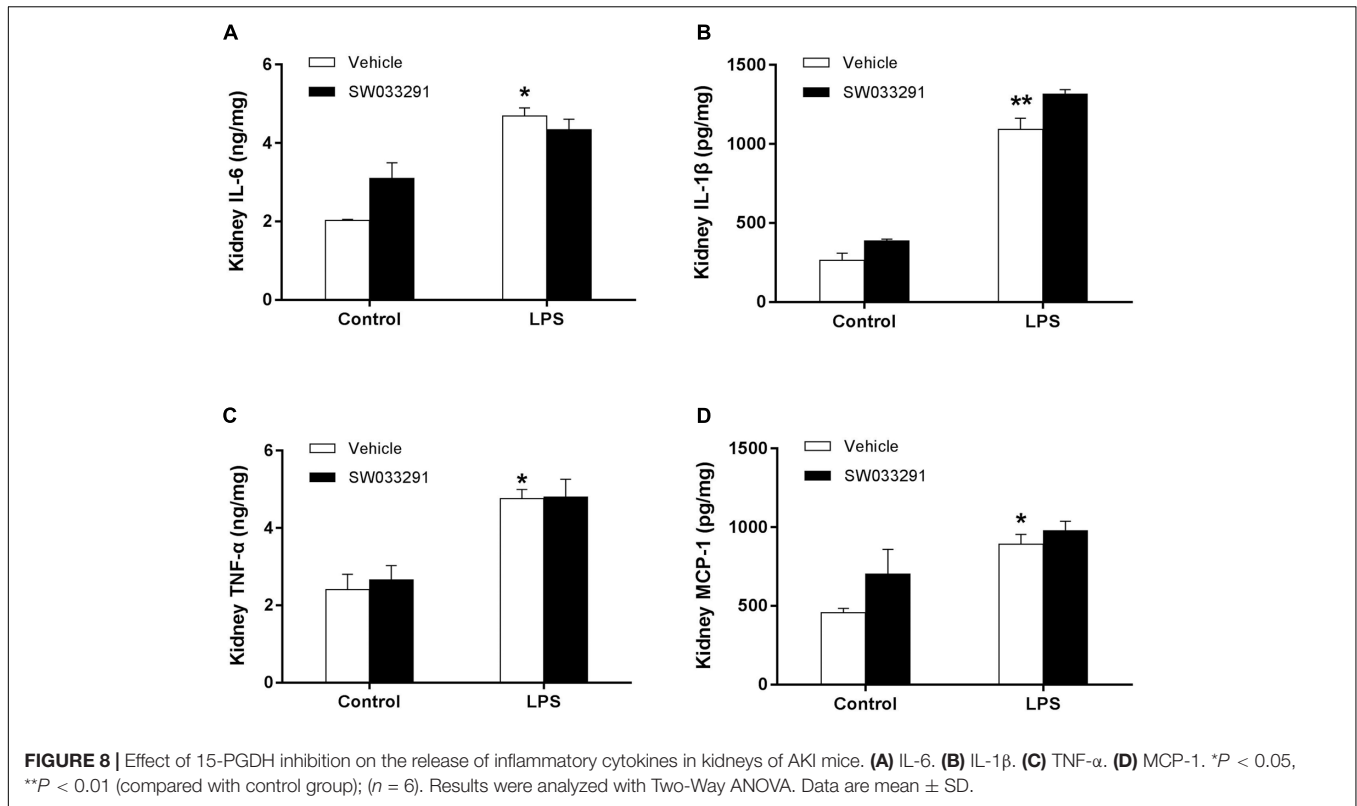 A
Vehicle
SW033291
Kidney IL-6 (ng/mg)
6
4
2
0
*
Control
LPS
B
Vehicle
SW033291
Kidney IL-1β (pg/mg)
1500
1000
500
0
**
Control
LPS
C
Vehicle
SW033291
Kidney TNF-α (ng/mg)
6
4
2
0
*
Control
LPS
D
Vehicle
SW033291
Kidney MCP-1 (pg/mg)
1500
1000
500
0
*
Control
LPS
FIGURE 8 | Effect of 15-PGDH inhibition on the release of inflammatory cytokines in kidneys of AKI mice. (A) IL-6. (B) IL-1β. (C) TNF-α. (D) MCP-1. *P < 0.05,
**P < 0.01 (compared with control group); (n = 6). Results were analyzed with Two-Way ANOVA. Data are mean ± SD.